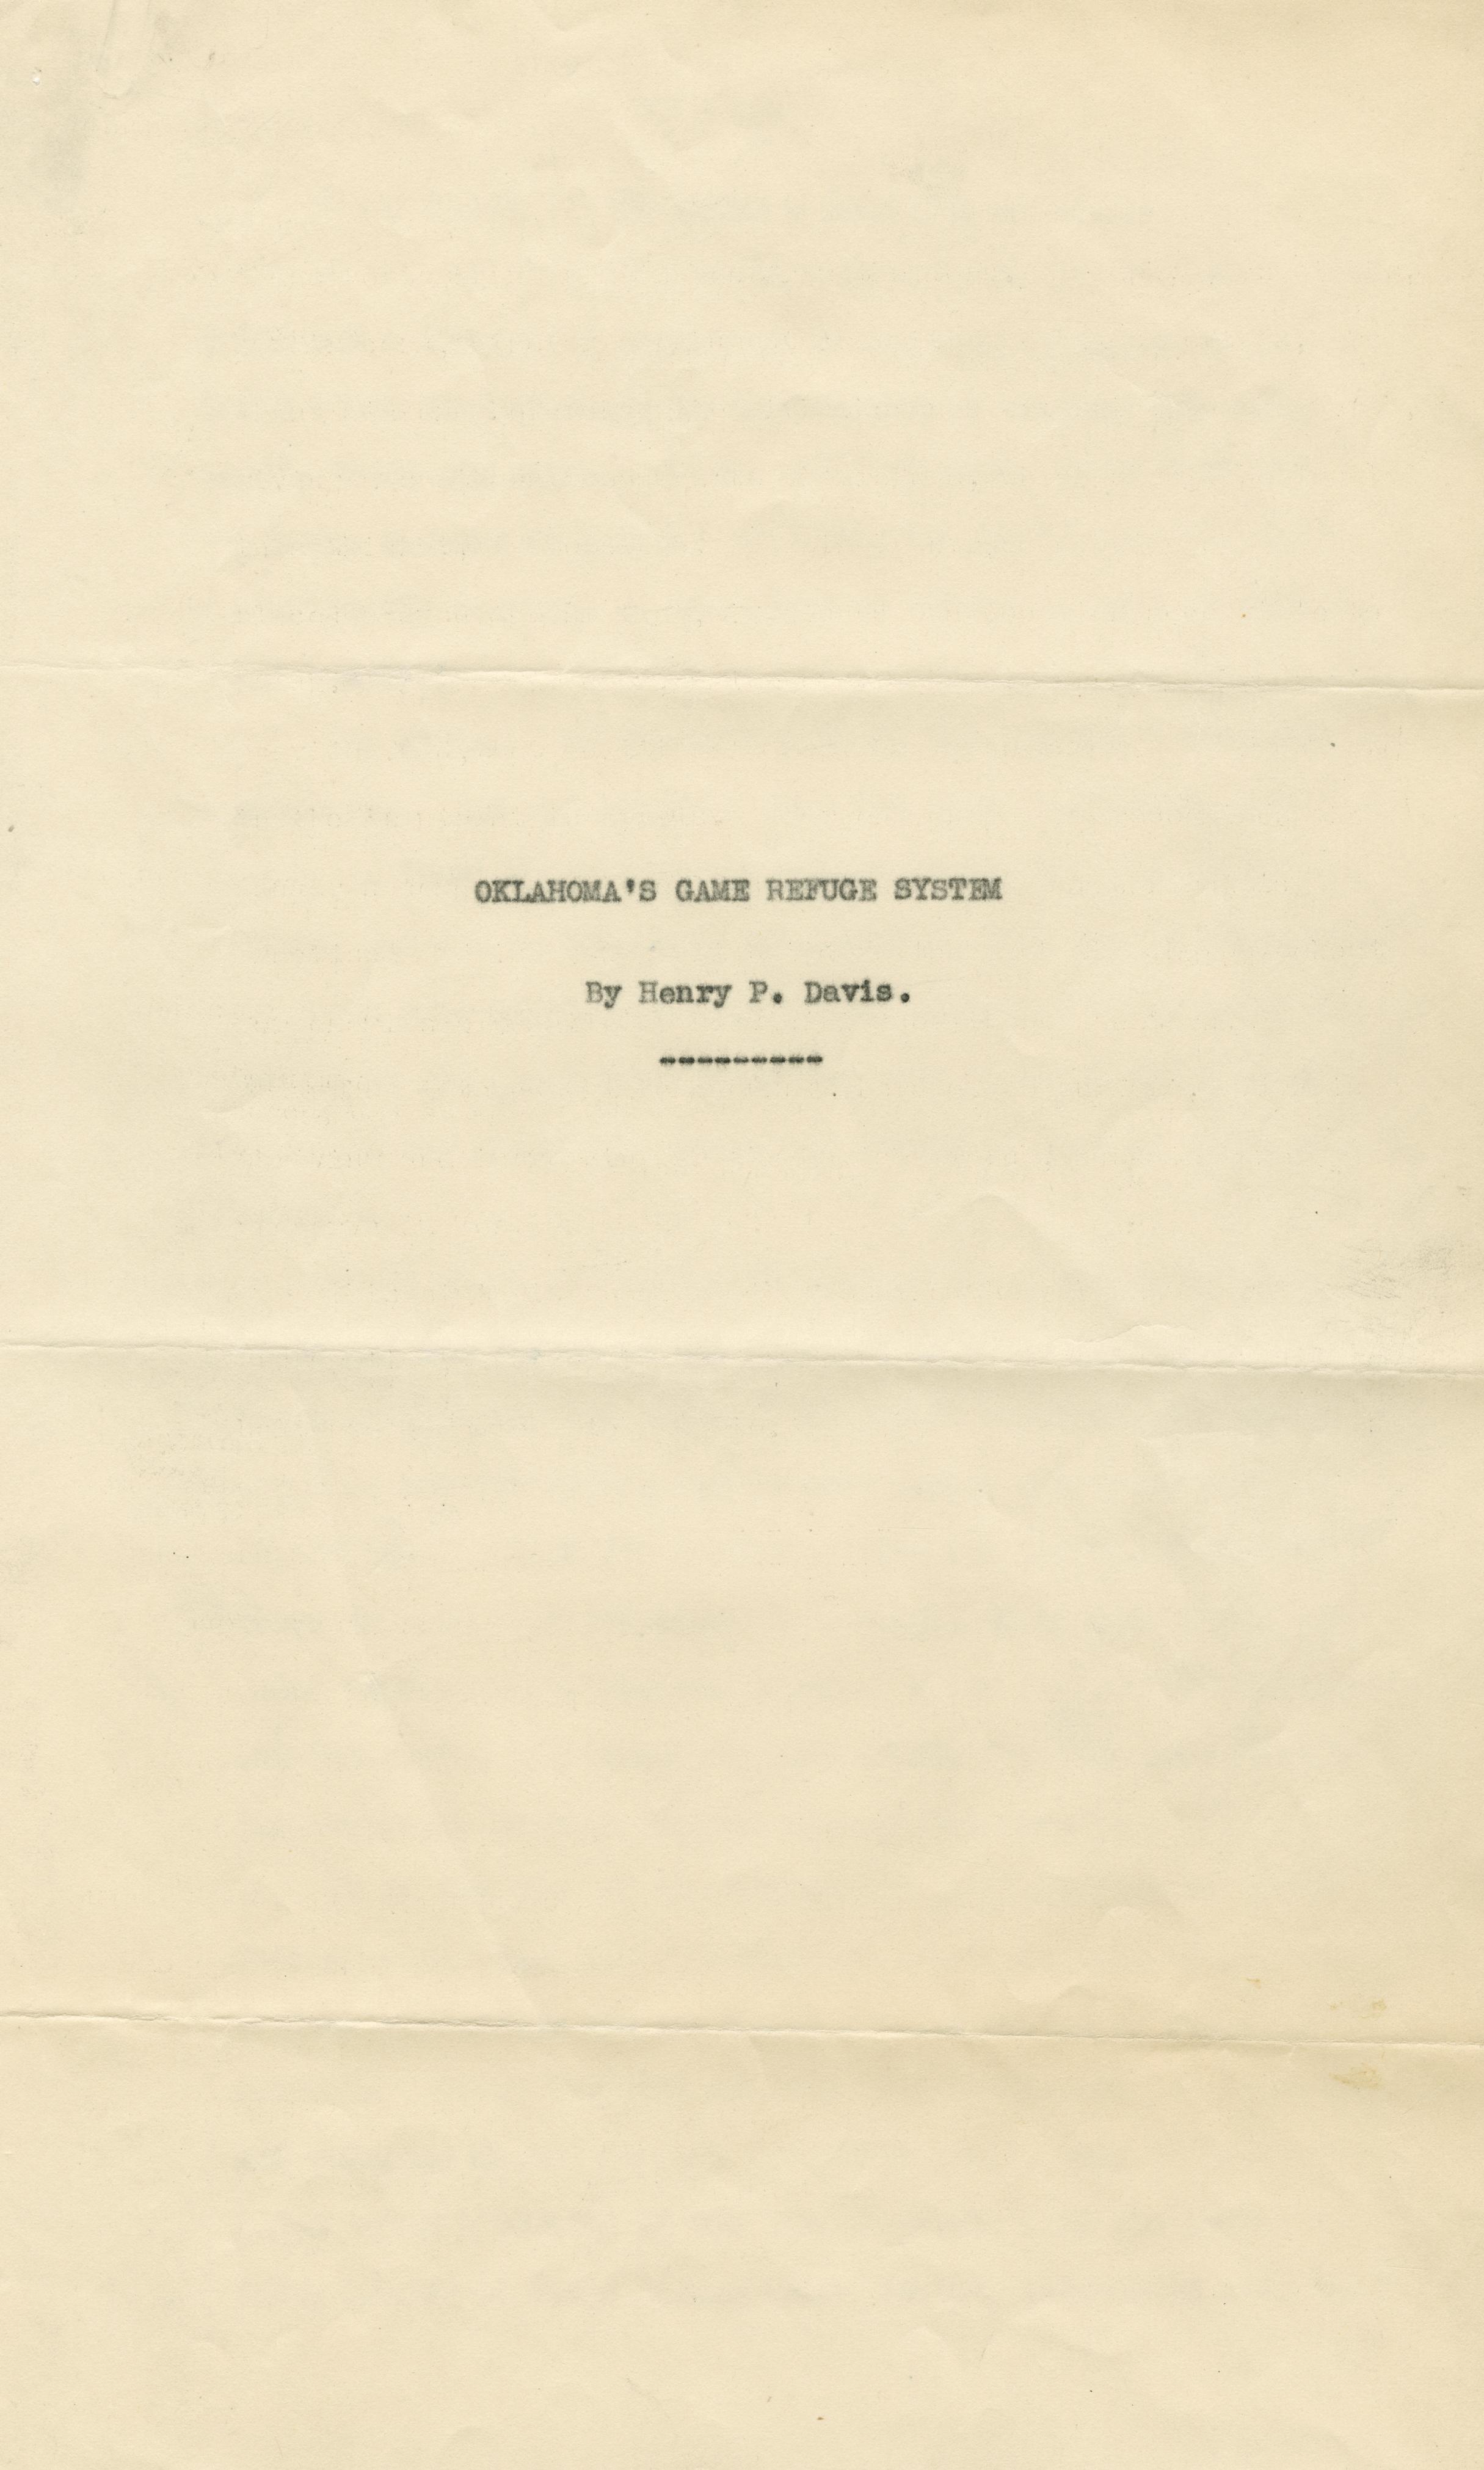 OKLAHOMA'S GAME REFUGE SYSTEM
By Henry P. Davis.
---------